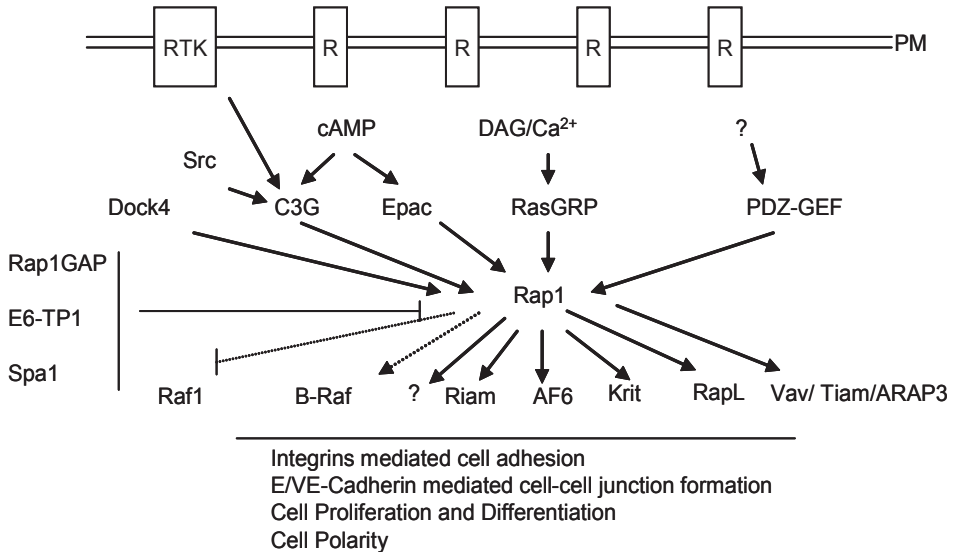 RTK R R R R PM
cAMP DAG/Ca²⁺ ?
Src
Dock4 C3G Epac RasGRP PDZ-GEF
Rap1GAP
Rap1
E6-TP1
Spa1
Raf1 B-Raf ? Riam AF6 Krit RapL Vav/ Tiam/ARAP3
Integrins mediated cell adhesion
E/VE-Cadherin mediated cell-cell junction formation
Cell Proliferation and Differentiation
Cell Polarity